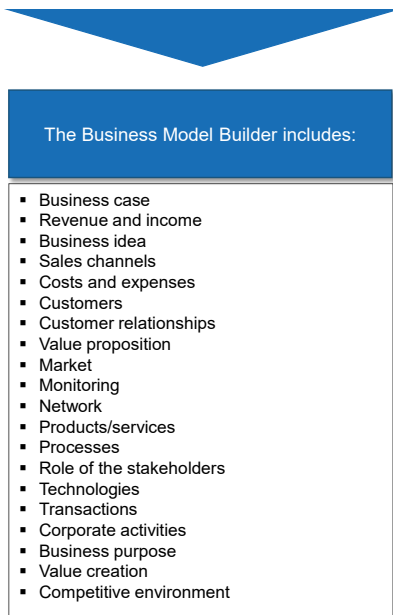 The Business Model Builder includes:
▪ Business case
▪ Revenue and income
▪ Business idea
▪ Sales channels
▪ Costs and expenses
▪ Customers
▪ Customer relationships
▪ Value proposition
▪ Market
▪ Monitoring
▪ Network
▪ Products/services
▪ Processes
▪ Role of the stakeholders
▪ Technologies
▪ Transactions
▪ Corporate activities
▪ Business purpose
▪ Value creation
▪ Competitive environment